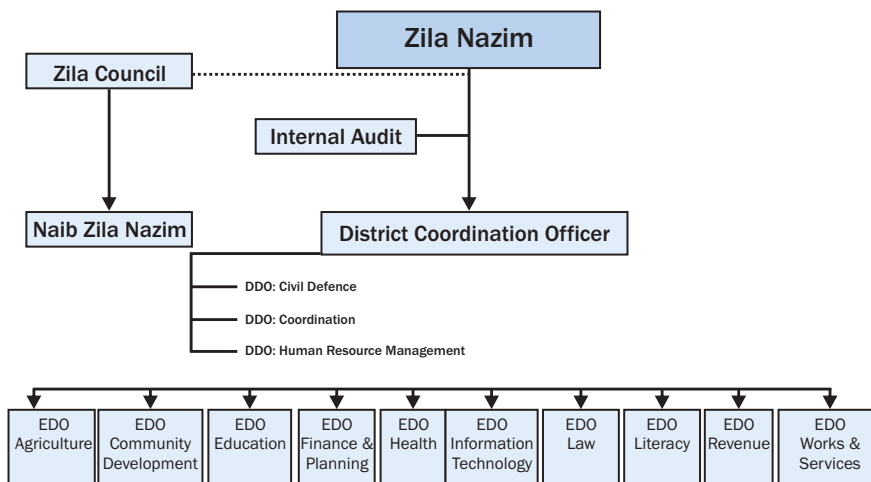 Zila Nazim
Zila Council
Internal Audit
Naib Zila Nazim
District Coordination Officer
DDO: Civil Defence
DDO: Coordination
DDO: Human Resource Management
EDO
Agriculture
EDO
Community
Development
EDO
Education
EDO
Finance &
Planning
EDO
Health
EDO
Information
Technology
EDO
Law
EDO
Literacy
EDO
Revenue
EDO
Works &
Services